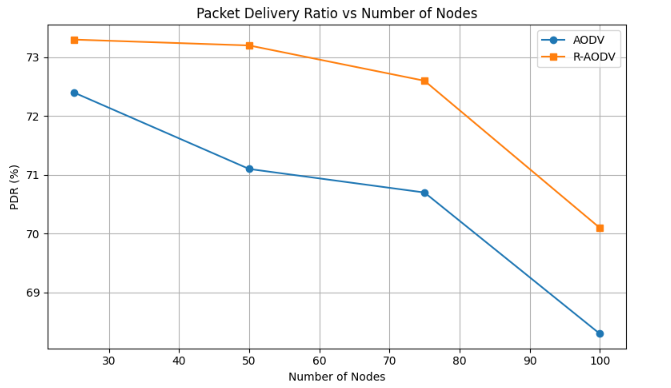 Packet Delivery Ratio vs Number of Nodes
AODV
R-AODV
73
72
71
70
69
PDR (%)
30 40 50 60 70 80 90 100
Number of Nodes